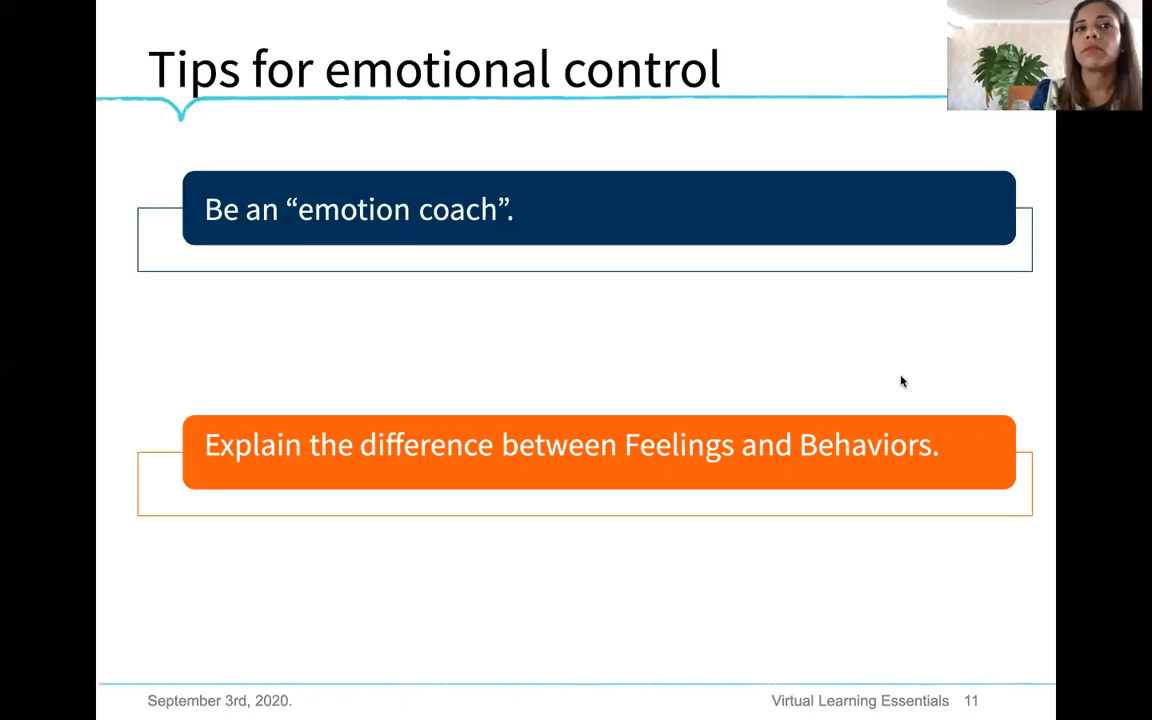 Tips for emotional control
Be an “emotion coach”.
Explain the difference between Feelings and Behaviors.
September 3rd, 2020.
Virtual Learning Essentials 11